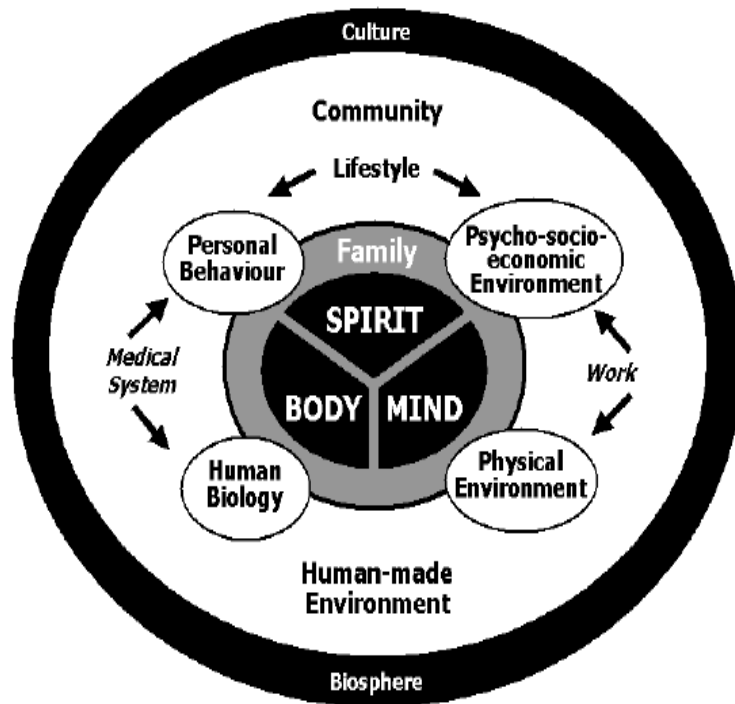 Culture
Community
Lifestyle
Personal
Behaviour
Family
Psycho-socio-
economic
Environment
SPIRIT
Medical
System
Work
BODY
MIND
Human
Biology
Physical
Environment
Human-made
Environment
Biosphere